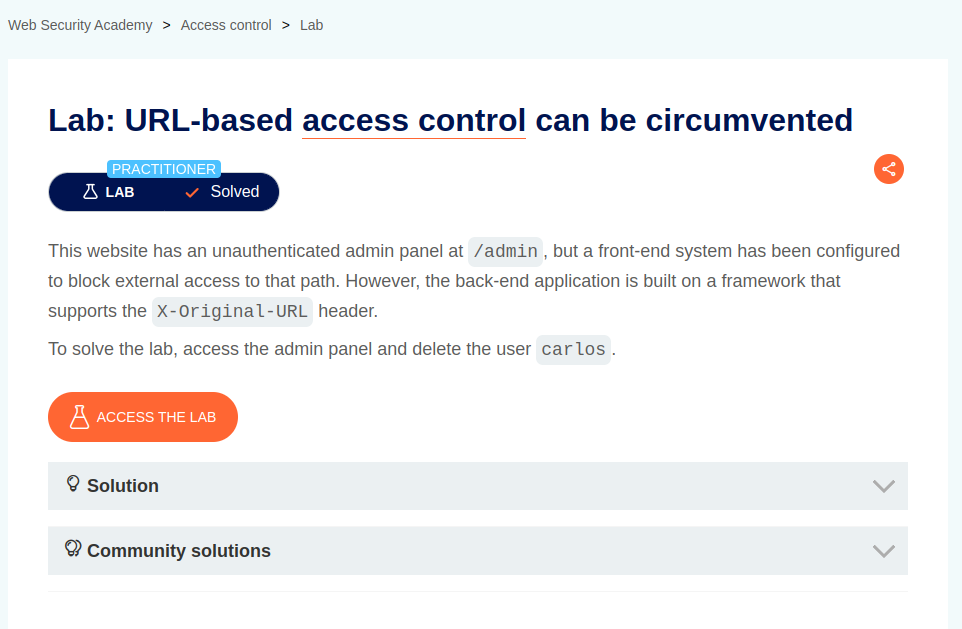 Web Security Academy > Access control > Lab
Lab: URL-based access control can be circumvented
PRACTITIONER
LAB Solved
This website has an unauthenticated admin panel at /admin, but a front-end system has been configured
to block external access to that path. However, the back-end application is built on a framework that
supports the X-Original-URL header.
To solve the lab, access the admin panel and delete the user carlos.
ACCESS THE LAB
Solution
Community solutions